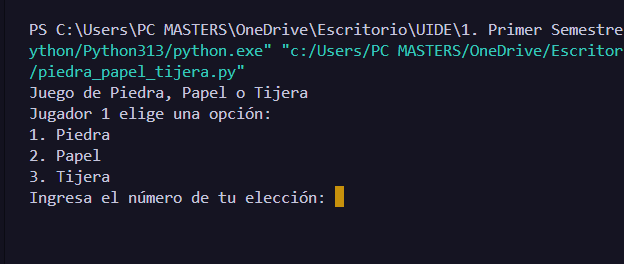 PS C:\Users\PC MASTERS\OneDrive\Escritorio\UIDE\1. Primer Semestre
ython/Python313/python.exe" "c:/Users/PC MASTERS/OneDrive/Escritor
/piedra_papel_tijera.py"
Juego de Piedra, Papel o Tijera
Jugador 1 elige una opción:
1. Piedra
2. Papel
3. Tijera
Ingresa el número de tu elección: